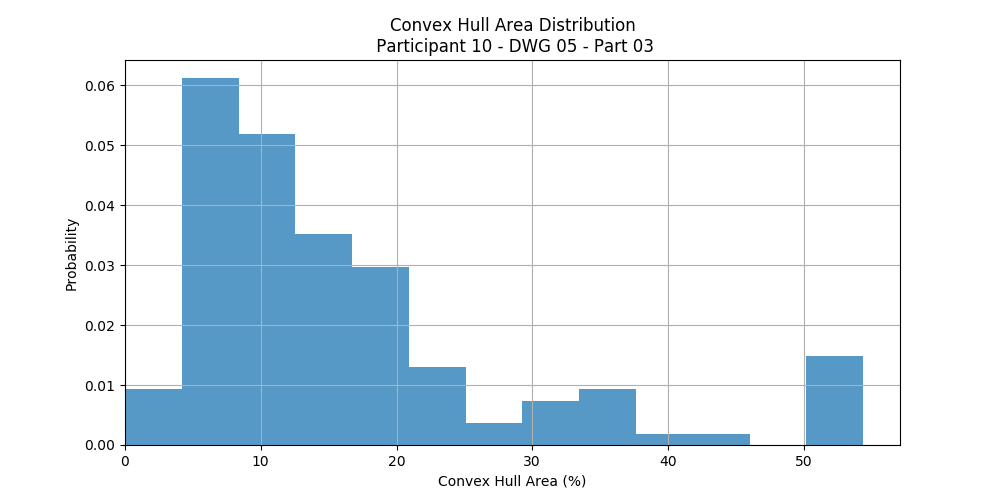 Convex Hull Area Distribution
Participant 10 - DWG 05 - Part 03
Probability
0.06
0.05
0.04
0.03
0.02
0.01
0.00
0 10 20 30 40 50
Convex Hull Area (%)